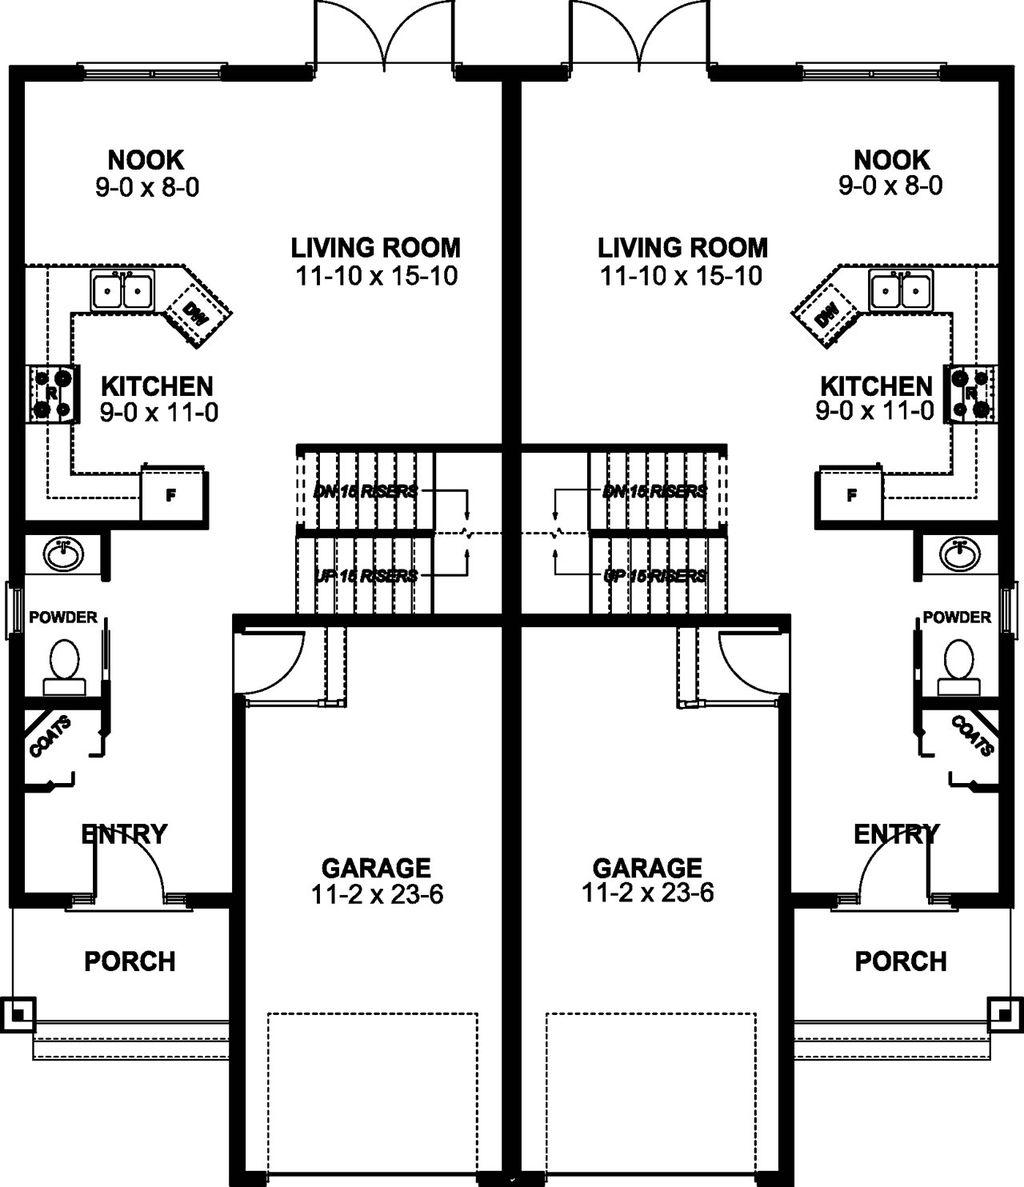 NOOK
9-0 x 8-0
NOOK
9-0 x 8-0
LIVING ROOM
11-10 x 15-10
LIVING ROOM
11-10 x 15-10
DW
DW
KITCHEN
9-0 x 11-0
R
KITCHEN
9-0 x 11-0
R
F
DN 15 RISERS
DN 15 RISERS
F
UP 15 RISERS
UP 15 RISERS
POWDER
POWDER
COATS
COATS
ENTRY
ENTRY
GARAGE
11-2 x 23-6
GARAGE
11-2 x 23-6
PORCH
PORCH